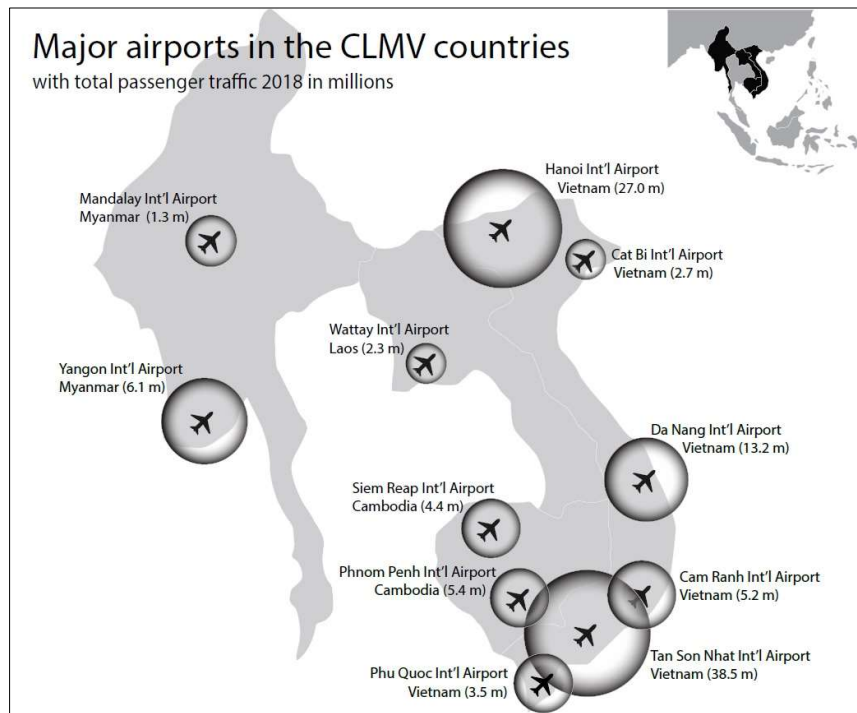 Major airports in the CLMV countries
with total passenger traffic 2018 in millions
Hanoi Int'l Airport
Vietnam (27.0 m)
Mandalay Int'l Airport
Myanmar (1.3 m)
Cat Bi Int'l Airport
Vietnam (2.7 m)
Wattay Int'l Airport
Laos (2.3 m)
Yangon Int'l Airport
Myanmar (6.1 m)
Da Nang Int'l Airport
Vietnam (13.2 m)
Siem Reap Int'l Airport
Cambodia (4.4 m)
Phnom Penh Int'l Airport
Cambodia (5.4 m)
Cam Ranh Int'l Airport
Vietnam (5.2 m)
Tan Son Nhat Int'l Airport
Vietnam (38.5 m)
Phu Quoc Int'l Airport
Vietnam (3.5 m)